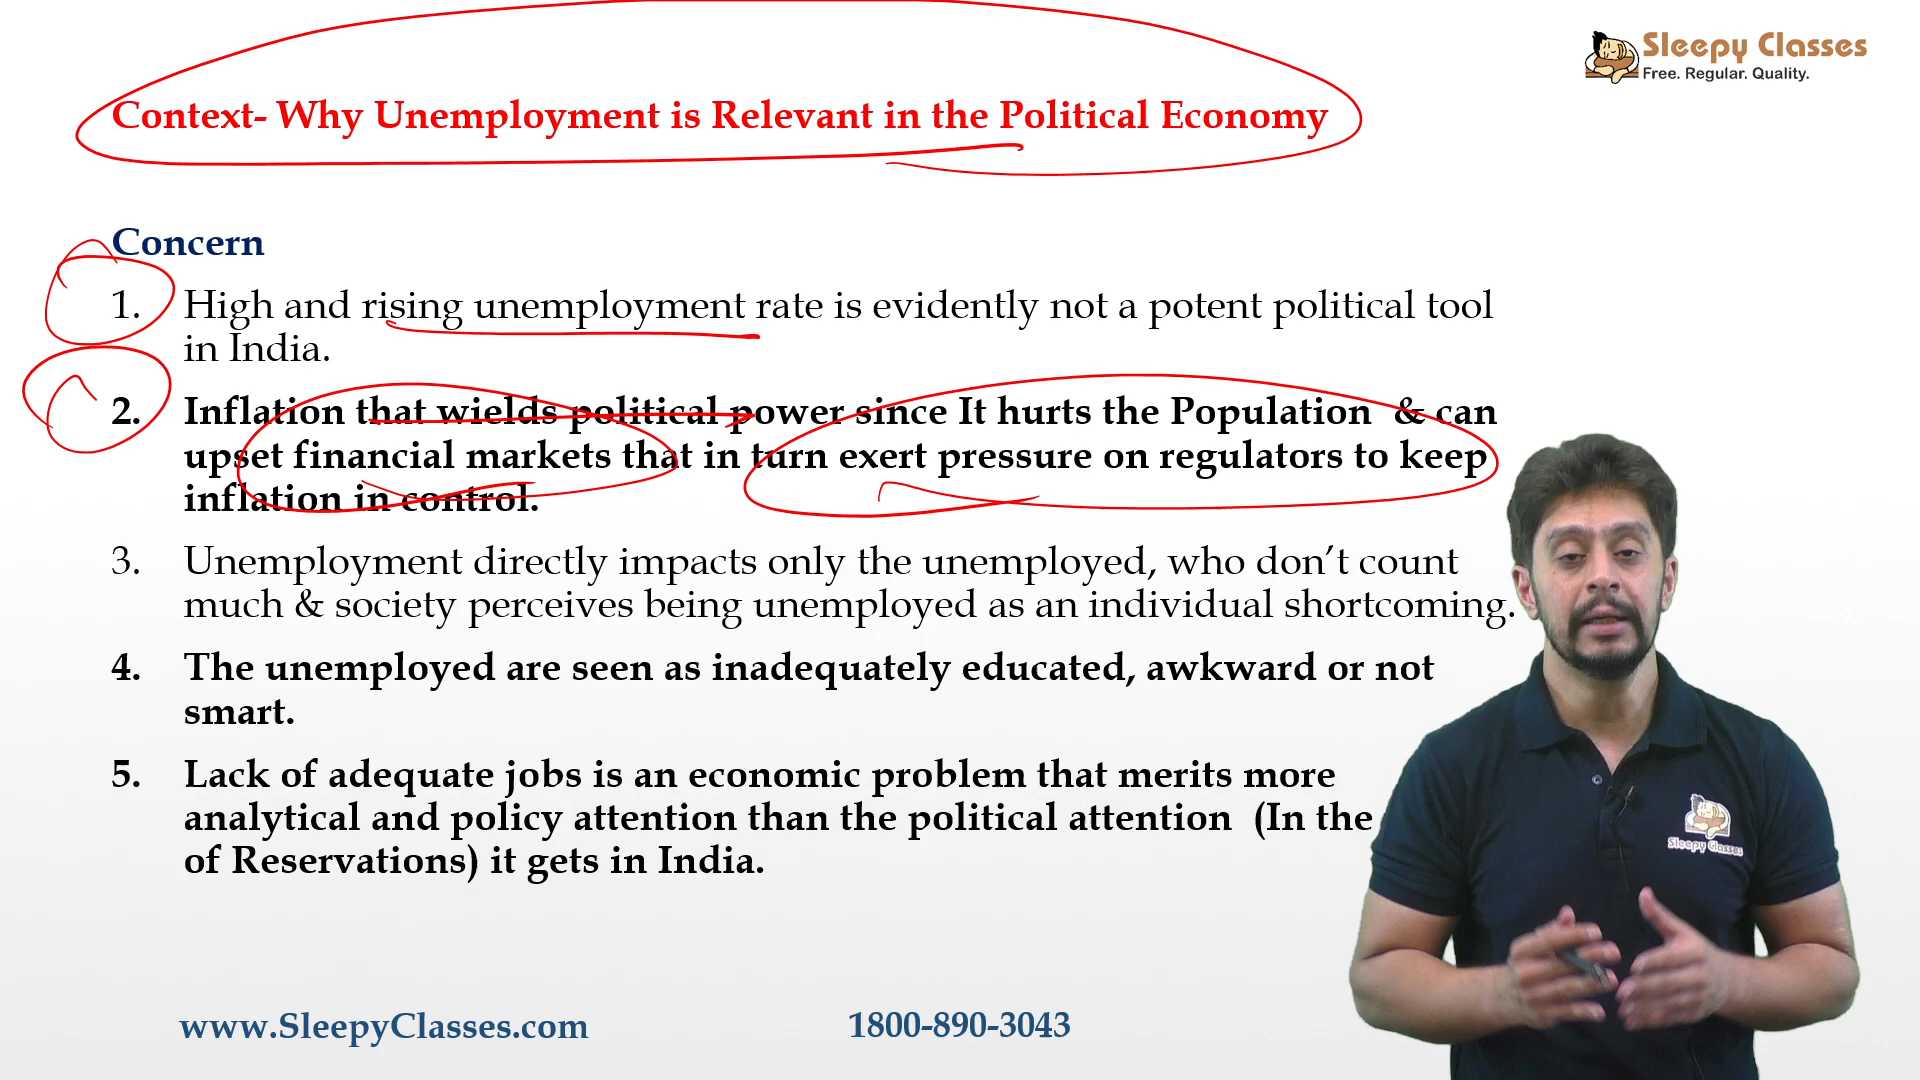 Sleepy Classes
Free. Regular. Quality.
Context- Why Unemployment is Relevant in the Political Economy
Concern
1. High and rising unemployment rate is evidently not a potent political tool
in India.
2. Inflation that wields political power since It hurts the Population & can
upset financial markets that in turn exert pressure on regulators to keep
inflation in control.
3. Unemployment directly impacts only the unemployed, who don’t count
much & society perceives being unemployed as an individual shortcoming.
4. The unemployed are seen as inadequately educated, awkward or not
smart.
5. Lack of adequate jobs is an economic problem that merits more
analytical and policy attention than the political attention (In the
of Reservations) it gets in India.
Sleepy Classes
www.SleepyClasses.com
1800-890-3043